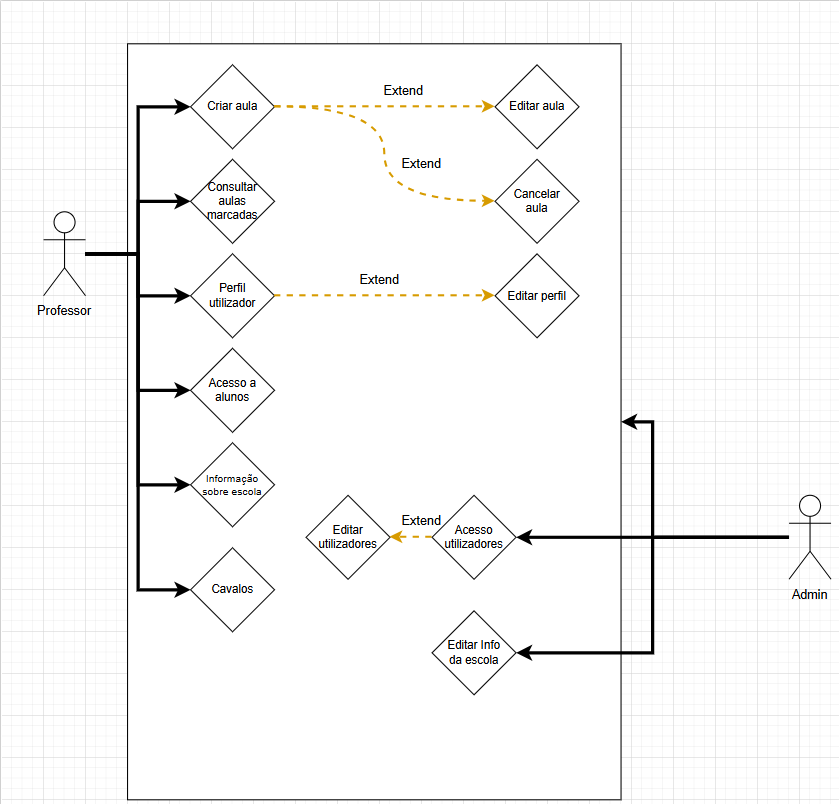 Criar aula
Extend
Editar aula
Extend
Consultar
aulas
marcadas
Cancelar
aula
Professor
Perfil
utilizador
Extend
Editar perfil
Acesso a
alunos
Informação
sobre escola
Editar
utilizadores
Extend
Acesso
utilizadores
Admin
Cavalos
Editar Info
da escola